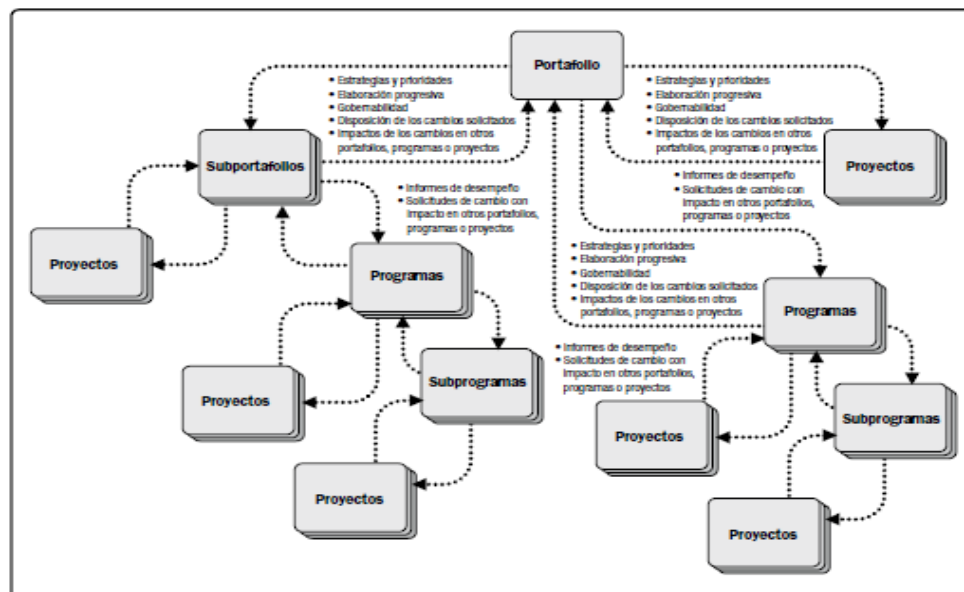 Portafolio
• Estrategias y prioridades
• Elaboración progresiva
• Gobernabilidad
• Disposición de los cambios solicitados
• Impactos de los cambios en otros
portafolios, programas o proyectos
• Estrategias y prioridades
• Elaboración progresiva
• Gobernabilidad
• Disposición de los cambios solicitados
• Impactos de los cambios en otros
portafolios, programas o proyectos
Subportafolios
Proyectos
• Informes de desempeño
• Solicitudes de cambio con
impacto en otros portafolios,
programas o proyectos
• Informes de desempeño
• Solicitudes de cambio con
impacto en otros portafolios,
programas o proyectos
Proyectos
Programas
• Estrategias y prioridades
• Elaboración progresiva
• Gobernabilidad
• Disposición de los cambios solicitados
• Impactos de los cambios en otros
portafolios, programas o proyectos
Programas
• Informes de desempeño
• Solicitudes de cambio con
impacto en otros portafolios,
programas o proyectos
Proyectos
Subprogramas
Proyectos
Subprogramas
Proyectos
Proyectos